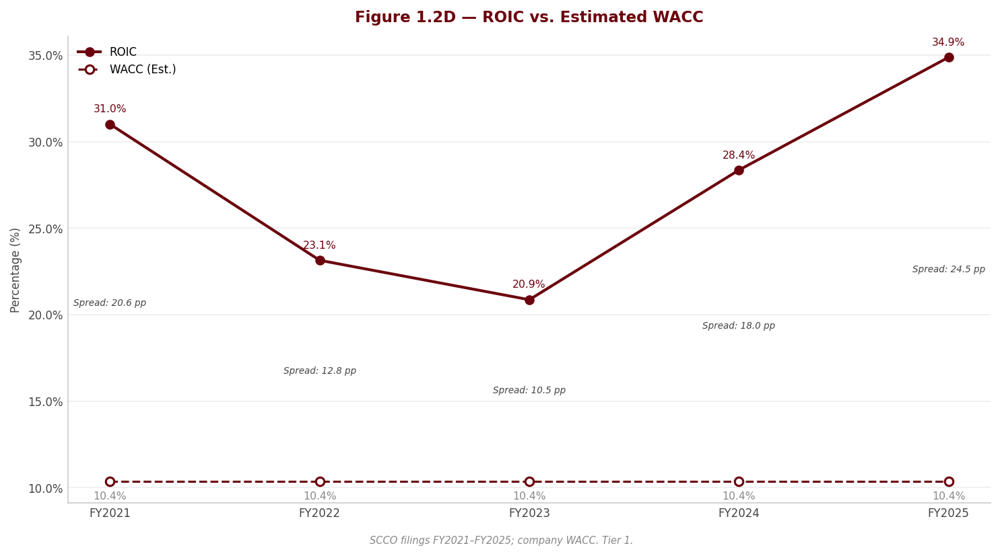 Figure 1.2D — ROIC vs. Estimated WACC
ROIC
WACC (Est.)
Percentage (%)
35.0%
30.0%
25.0%
20.0%
15.0%
10.0%
31.0%
23.1%
20.9%
28.4%
34.9%
Spread: 20.6 pp
Spread: 12.8 pp
Spread: 10.5 pp
Spread: 18.0 pp
Spread: 24.5 pp
10.4%
10.4%
10.4%
10.4%
10.4%
FY2021
FY2022
FY2023
FY2024
FY2025
SCCO filings FY2021–FY2025; company WACC. Tier 1.